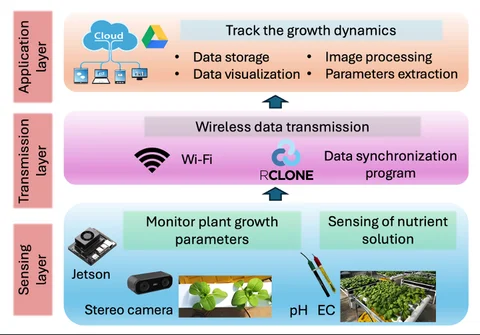 Application
layer
Cloud
Track the growth dynamics
• Data storage
• Data visualization
• Image processing
• Parameters extraction
Transmission
layer
Wireless data transmission
Wi-Fi
RCLONE
Data synchronization
program
Sensing
layer
Monitor plant growth
parameters
Sensing of nutrient
solution
Jetson
Stereo camera
pH EC